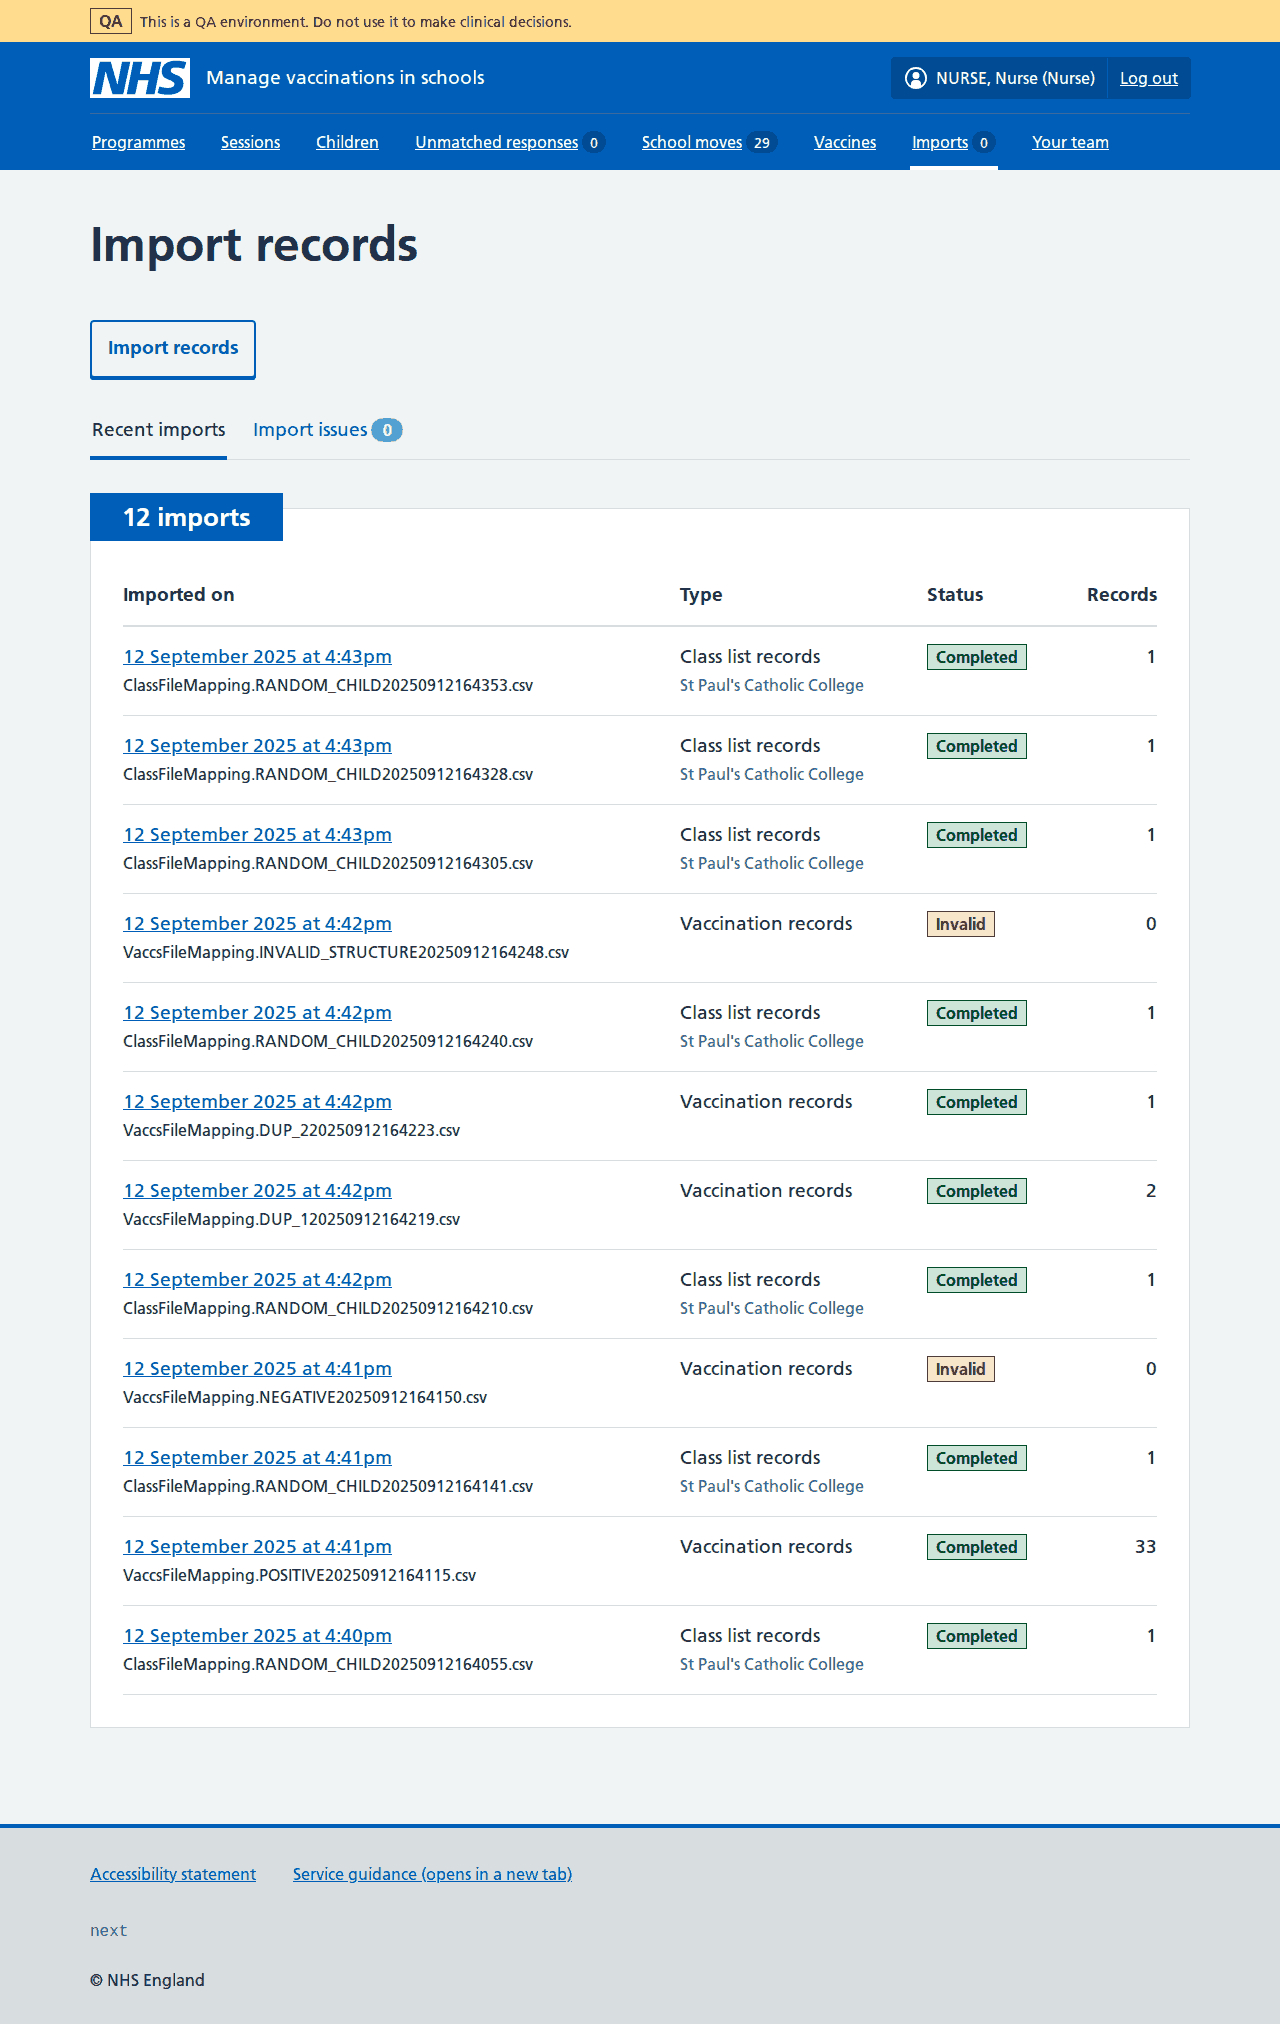 QA This is a QA environment. Do not use it to make clinical decisions.
NHS Manage vaccinations in schools NURSE, Nurse (Nurse) Log out
Programmes Sessions Children Unmatched responses 0 School moves 29 Vaccines Imports 0 Your team
Import records
Import records
Recent imports Import issues 0
12 imports
Imported on Type Status Records
12 September 2025 at 4:43pm Class list records Completed 1
ClassFileMapping.RANDOM_CHILD20250912164353.csv St Paul's Catholic College
12 September 2025 at 4:43pm Class list records Completed 1
ClassFileMapping.RANDOM_CHILD20250912164328.csv St Paul's Catholic College
12 September 2025 at 4:43pm Class list records Completed 1
ClassFileMapping.RANDOM_CHILD20250912164305.csv St Paul's Catholic College
12 September 2025 at 4:42pm Vaccination records Invalid 0
VaccsFileMapping.INVALID_STRUCTURE20250912164248.csv
12 September 2025 at 4:42pm Class list records Completed 1
ClassFileMapping.RANDOM_CHILD20250912164240.csv St Paul's Catholic College
12 September 2025 at 4:42pm Vaccination records Completed 1
VaccsFileMapping.DUP_220250912164223.csv
12 September 2025 at 4:42pm Vaccination records Completed 2
VaccsFileMapping.DUP_120250912164219.csv
12 September 2025 at 4:42pm Class list records Completed 1
ClassFileMapping.RANDOM_CHILD20250912164210.csv St Paul's Catholic College
12 September 2025 at 4:41pm Vaccination records Invalid 0
VaccsFileMapping.NEGATIVE20250912164150.csv
12 September 2025 at 4:41pm Class list records Completed 1
ClassFileMapping.RANDOM_CHILD20250912164141.csv St Paul's Catholic College
12 September 2025 at 4:41pm Vaccination records Completed 33
VaccsFileMapping.POSITIVE20250912164115.csv
12 September 2025 at 4:40pm Class list records Completed 1
ClassFileMapping.RANDOM_CHILD20250912164055.csv St Paul's Catholic College
Accessibility statement Service guidance (opens in a new tab)
next
© NHS England